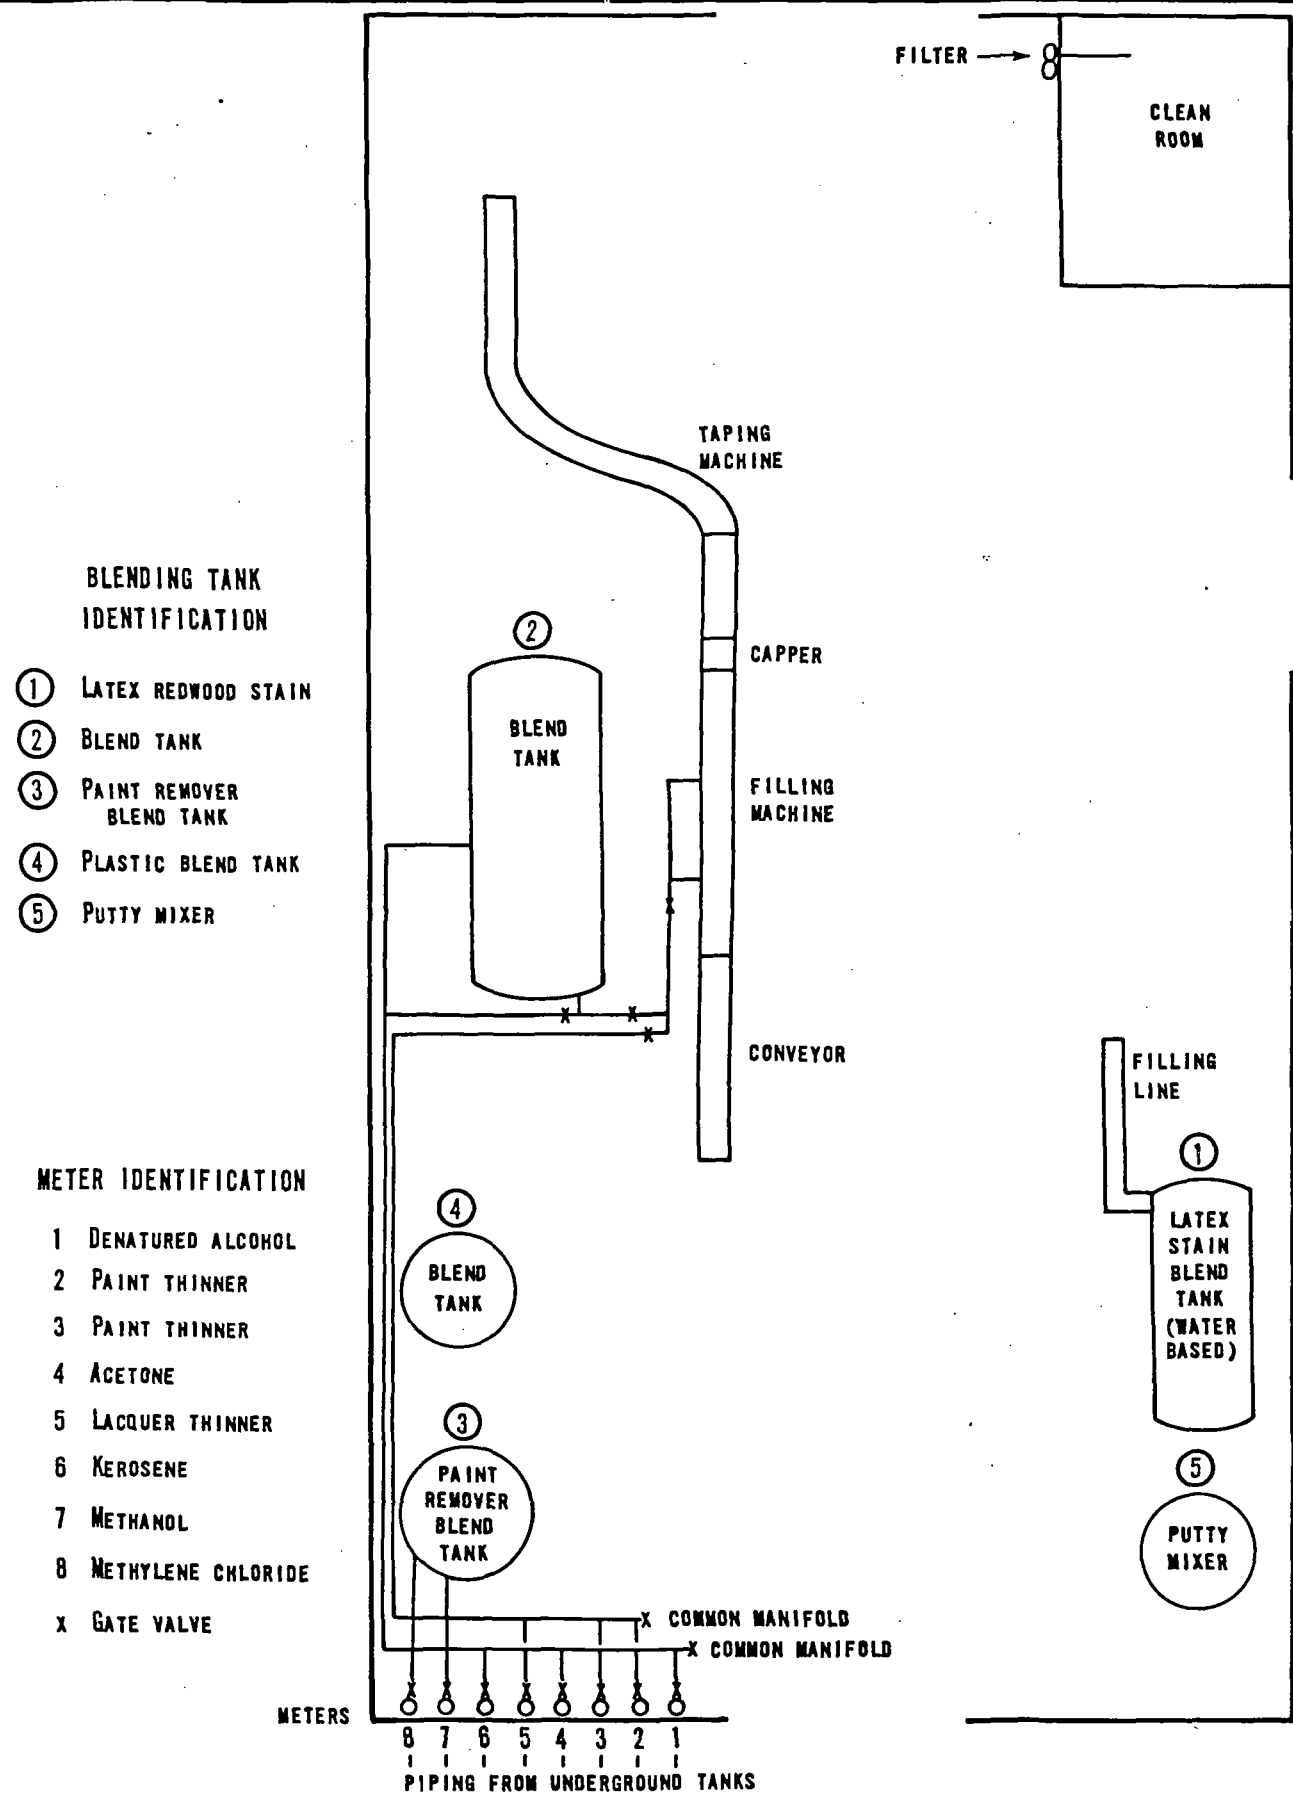 FILTER
CLEAN
ROOM
TAPING
MACHINE
BLENDING TANK
IDENTIFICATION
1 LATEX REDWOOD STAIN
2 BLEND TANK
3 PAINT REMOVER
BLEND TANK
4 PLASTIC BLEND TANK
5 PUTTY MIXER
2
BLEND
TANK
CAPPER
FILLING
MACHINE
X
X X
X
CONVEYOR
FILLING
LINE
1
LATEX
STAIN
BLEND
TANK
(WATER
BASED)
5
PUTTY
MIXER
METER IDENTIFICATION
1 DENATURED ALCOHOL
2 PAINT THINNER
3 PAINT THINNER
4 ACETONE
5 LACQUER THINNER
6 KEROSENE
7 METHANOL
8 METHYLENE CHLORIDE
X GATE VALVE
4
BLEND
TANK
3
PAINT
REMOVER
BLEND
TANK
X COMMON MANIFOLD
X COMMON MANIFOLD
X X X X X X X X
METERS
8 7 6 5 4 3 2 1
PIPING FROM UNDERGROUND TANKS